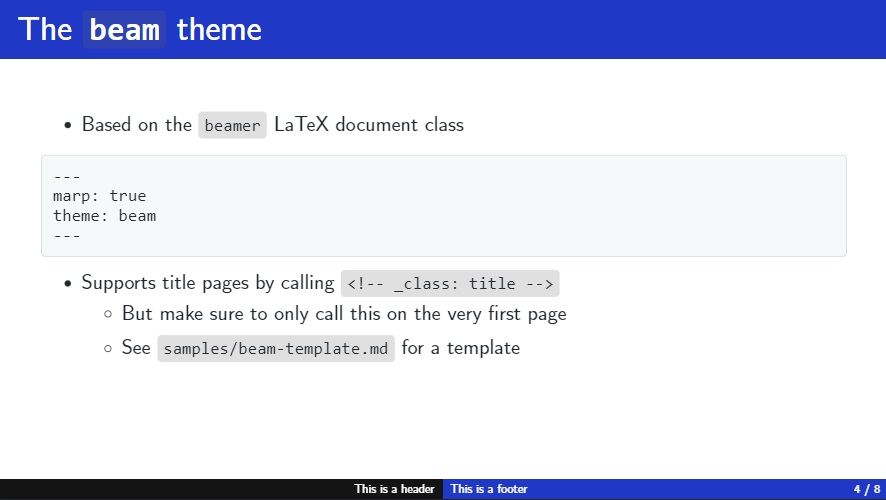 The beam theme
• Based on the beamer LaTeX document class
---
marp: true
theme: beam
---
• Supports title pages by calling <!-- _class: title -->
◦ But make sure to only call this on the very first page
◦ See samples/beam-template.md for a template
This is a header This is a footer 4 / 8